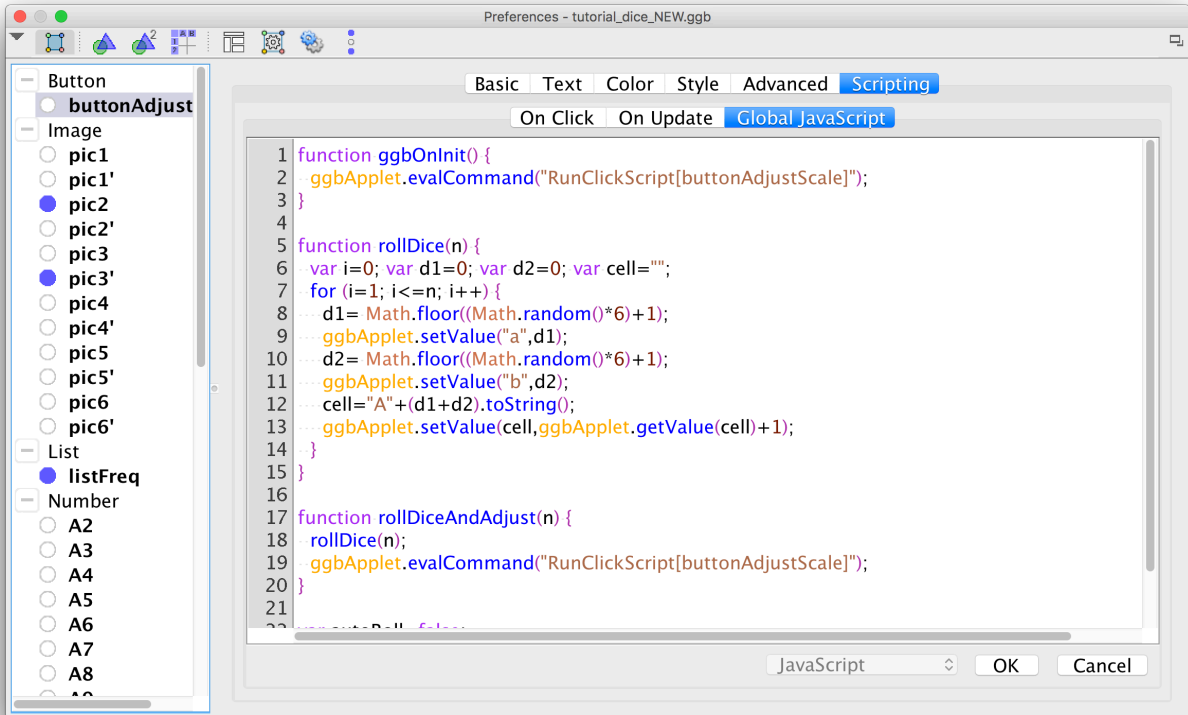 Preferences - tutorial_dice_NEW.ggb
Button
buttonAdjust
Image
pic1
pic1'
pic2
pic2'
pic3
pic3'
pic4
pic4'
pic5
pic5'
pic6
pic6'
List
listFreq
Number
A2
A3
A4
A5
A6
A7
A8
A9
Basic Text Color Style Advanced Scripting
On Click On Update Global JavaScript
1 function ggbOnInit() {
2 ggbApplet.evalCommand("RunClickScript[buttonAdjustScale]");
3 }
4
5 function rollDice(n) {
6 var i=0; var d1=0; var d2=0; var cell="";
7 for (i=1; i<=n; i++) {
8 d1= Math.floor((Math.random()*6)+1);
9 ggbApplet.setValue("a",d1);
10 d2= Math.floor((Math.random()*6)+1);
11 ggbApplet.setValue("b",d2);
12 cell="A"+(d1+d2).toString();
13 ggbApplet.setValue(cell,ggbApplet.getValue(cell)+1);
14 }
15 }
16
17 function rollDiceAndAdjust(n) {
18 rollDice(n);
19 ggbApplet.evalCommand("RunClickScript[buttonAdjustScale]");
20 }
21
JavaScript OK Cancel